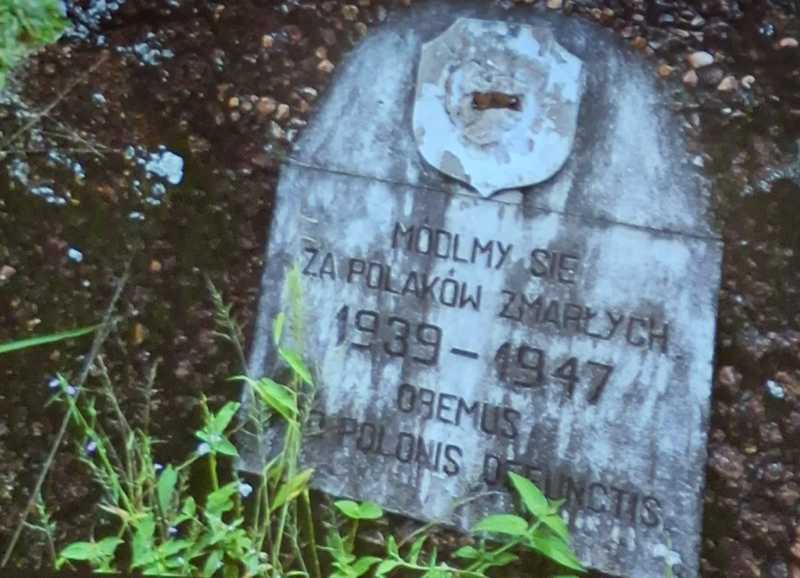 MÓDLMY SIĘ
ZA POLAKÓW ZMARŁYCH
1939 – 1947
OREMUS
POLONIS DEFUNCTIS